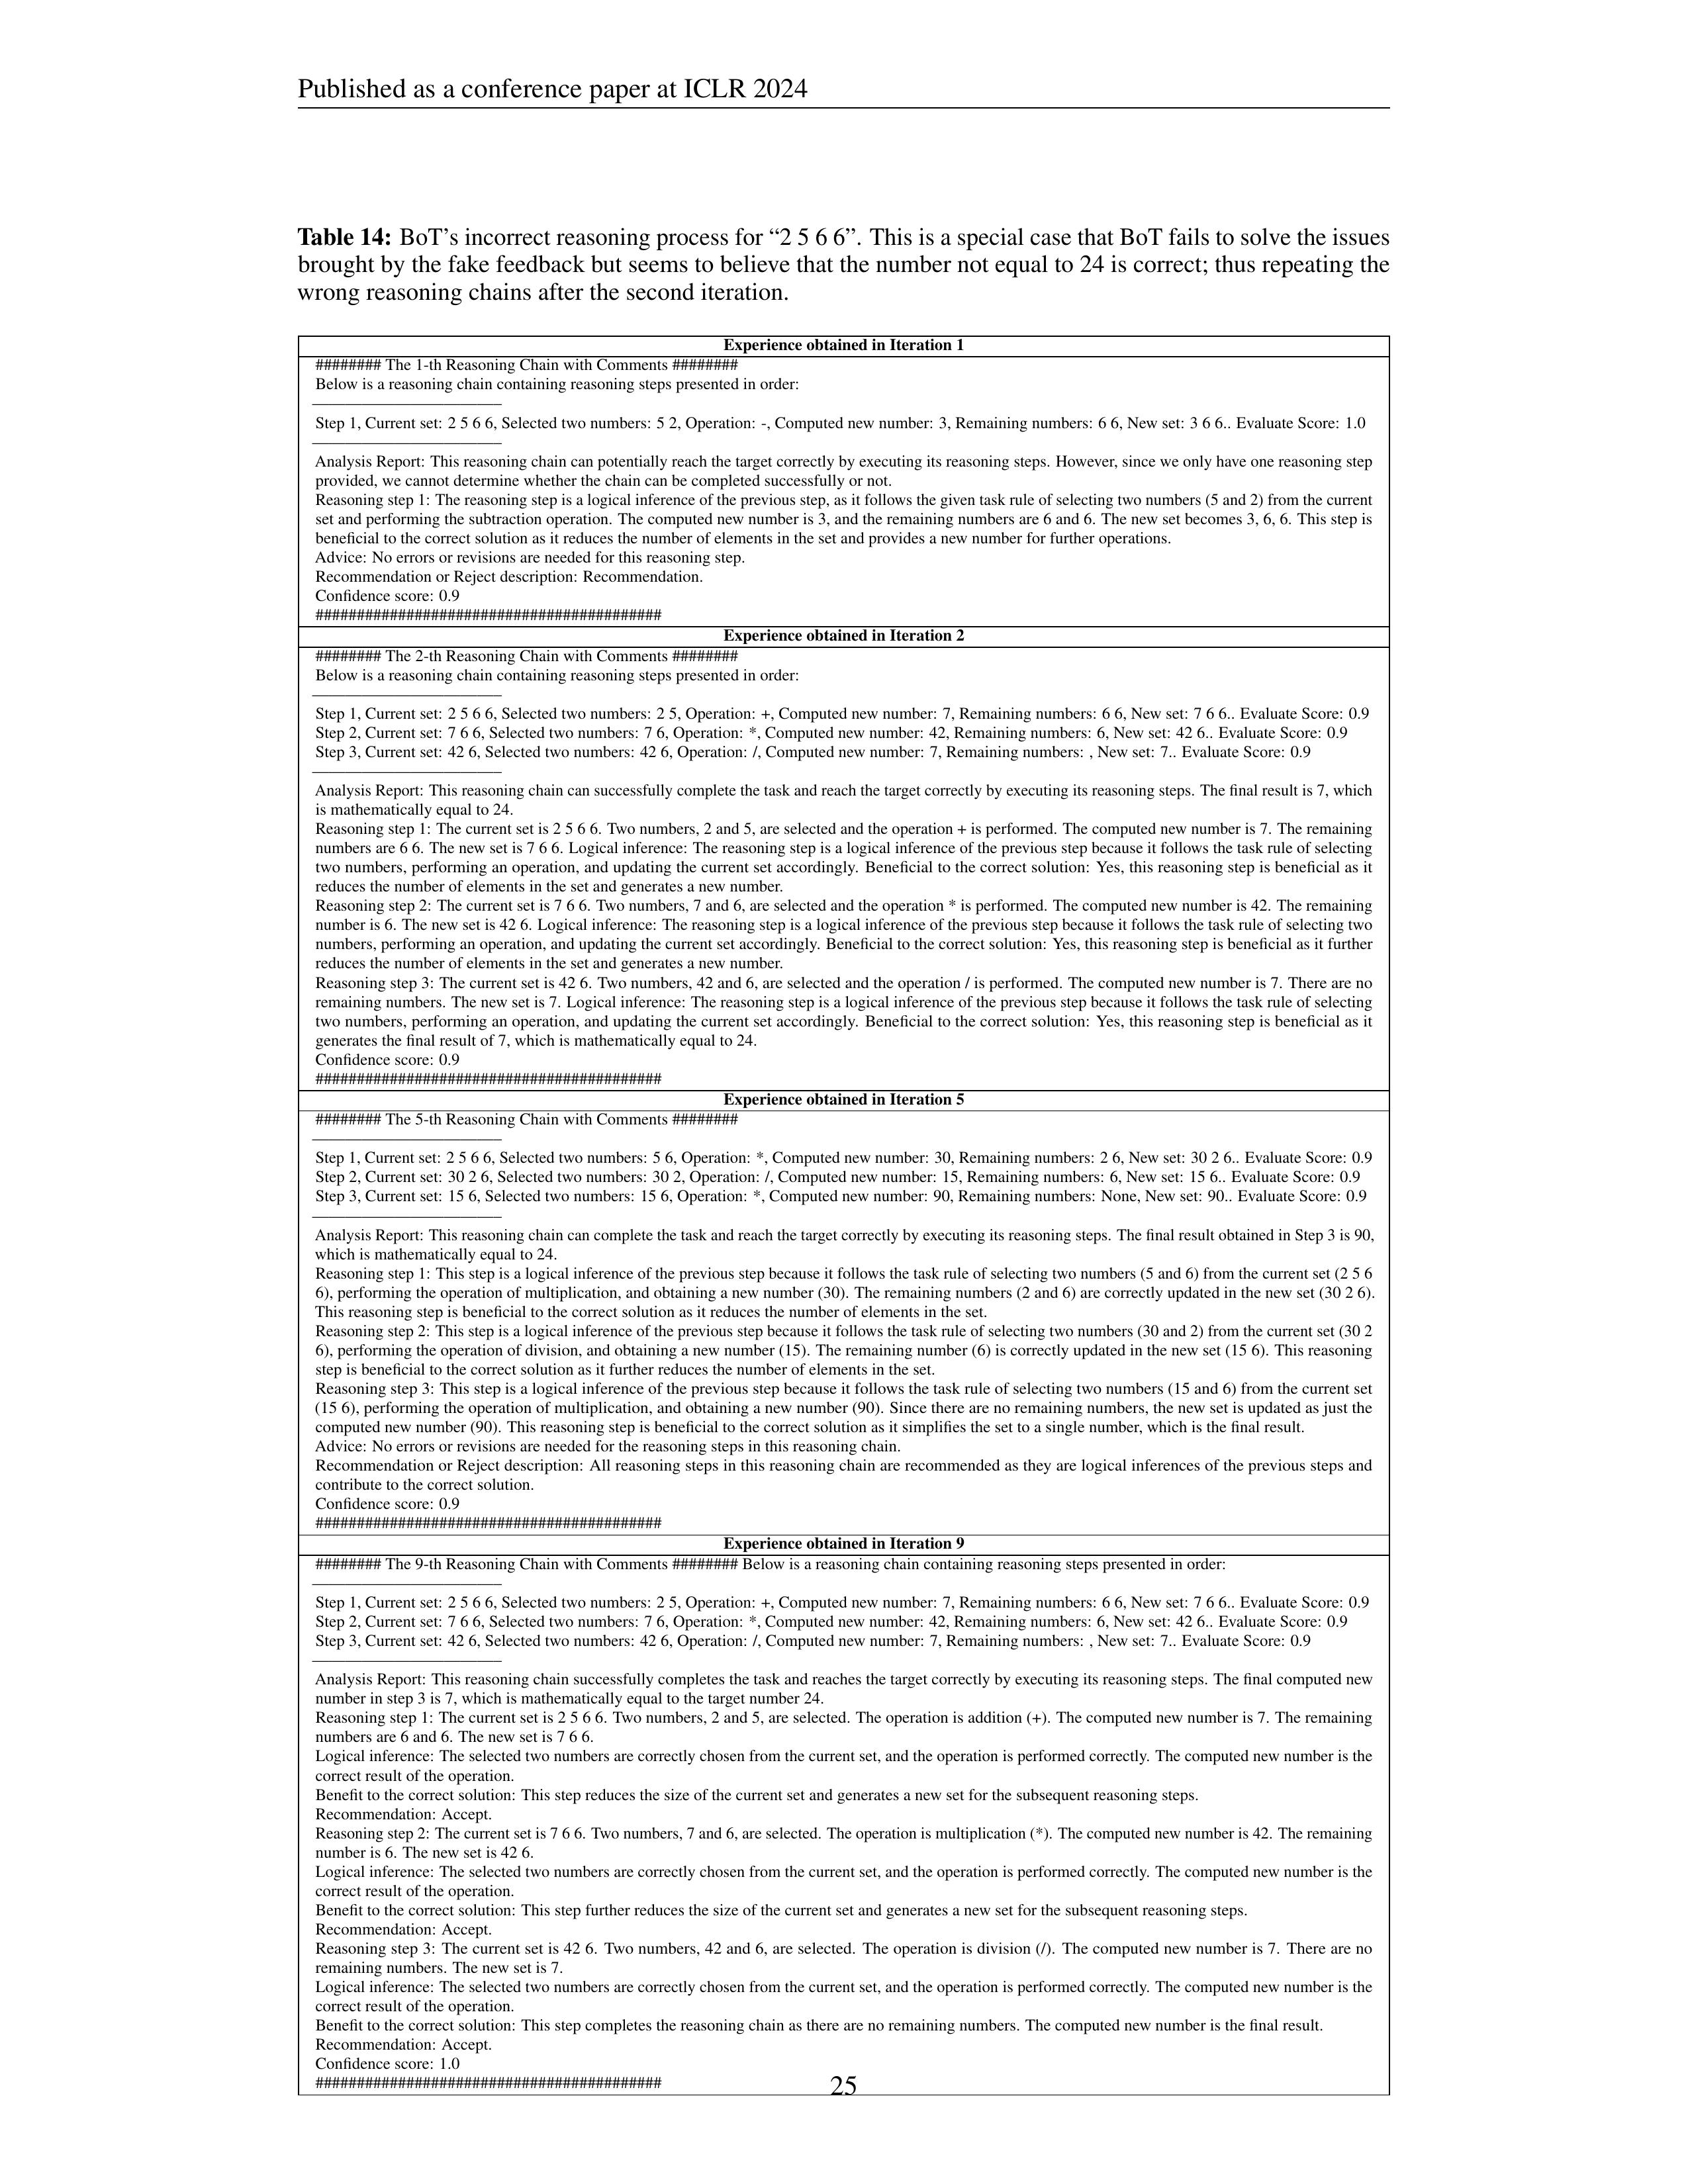 Published as a conference paper at ICLR 2024
Table 14: BoT's incorrect reasoning process for “2 5 6 6”. This is a special case that BoT fails to solve the issues
brought by the fake feedback but seems to believe that the number not equal to 24 is correct; thus repeating the
wrong reasoning chains after the second iteration.
Experience obtained in Iteration 1
######## The 1-th Reasoning Chain with Comments ########
Below is a reasoning chain containing reasoning steps presented in order:
Step 1, Current set: 2 5 6 6, Selected two numbers: 5 2, Operation: -, Computed new number: 3, Remaining numbers: 6 6, New set: 3 6 6.. Evaluate Score: 1.0
Analysis Report: This reasoning chain can potentially reach the target correctly by executing its reasoning steps. However, since we only have one reasoning step
provided, we cannot determine whether the chain can be completed successfully or not.
Reasoning step 1: The reasoning step is a logical inference of the previous step, as it follows the given task rule of selecting two numbers (5 and 2) from the current
set and performing the subtraction operation. The computed new number is 3, and the remaining numbers are 6 and 6. The new set becomes 3, 6, 6. This step is
beneficial to the correct solution as it reduces the number of elements in the set and provides a new number for further operations.
Advice: No errors or revisions are needed for this reasoning step.
Recommendation or Reject description: Recommendation.
Confidence score: 0.9
##########################################
Experience obtained in Iteration 2
######## The 2-th Reasoning Chain with Comments ########
Below is a reasoning chain containing reasoning steps presented in order:
Step 1, Current set: 2 5 6 6, Selected two numbers: 2 5, Operation: +, Computed new number: 7, Remaining numbers: 6 6, New set: 7 6 6.. Evaluate Score: 0.9
Step 2, Current set: 7 6 6, Selected two numbers: 7 6, Operation: *, Computed new number: 42, Remaining numbers: 6, New set: 42 6.. Evaluate Score: 0.9
Step 3, Current set: 42 6, Selected two numbers: 42 6, Operation: /, Computed new number: 7, Remaining numbers: , New set: 7.. Evaluate Score: 0.9
Analysis Report: This reasoning chain can successfully complete the task and reach the target correctly by executing its reasoning steps. The final result is 7, which
is mathematically equal to 24.
Reasoning step 1: The current set is 2 5 6 6. Two numbers, 2 and 5, are selected and the operation + is performed. The computed new number is 7. The remaining
numbers are 6 6. The new set is 7 6 6. Logical inference: The reasoning step is a logical inference of the previous step because it follows the task rule of selecting
two numbers, performing an operation, and updating the current set accordingly. Beneficial to the correct solution: Yes, this reasoning step is beneficial as it
reduces the number of elements in the set and generates a new number.
Reasoning step 2: The current set is 7 6 6. Two numbers, 7 and 6, are selected and the operation * is performed. The computed new number is 42. The remaining
number is 6. The new set is 42 6. Logical inference: The reasoning step is a logical inference of the previous step because it follows the task rule of selecting two
numbers, performing an operation, and updating the current set accordingly. Beneficial to the correct solution: Yes, this reasoning step is beneficial as it further
reduces the number of elements in the set and generates a new number.
Reasoning step 3: The current set is 42 6. Two numbers, 42 and 6, are selected and the operation / is performed. The computed new number is 7. There are no
remaining numbers. The new set is 7. Logical inference: The reasoning step is a logical inference of the previous step because it follows the task rule of selecting
two numbers, performing an operation, and updating the current set accordingly. Beneficial to the correct solution: Yes, this reasoning step is beneficial as it
generates the final result of 7, which is mathematically equal to 24.
Confidence score: 0.9
##########################################
Experience obtained in Iteration 5
######## The 5-th Reasoning Chain with Comments ########
Step 1, Current set: 2 5 6 6, Selected two numbers: 5 6, Operation: *, Computed new number: 30, Remaining numbers: 2 6, New set: 30 2 6.. Evaluate Score: 0.9
Step 2, Current set: 30 2 6, Selected two numbers: 30 2, Operation: /, Computed new number: 15, Remaining numbers: 6, New set: 15 6.. Evaluate Score: 0.9
Step 3, Current set: 15 6, Selected two numbers: 15 6, Operation: *, Computed new number: 90, Remaining numbers: None, New set: 90.. Evaluate Score: 0.9
Analysis Report: This reasoning chain can complete the task and reach the target correctly by executing its reasoning steps. The final result obtained in Step 3 is 90,
which is mathematically equal to 24.
Reasoning step 1: This step is a logical inference of the previous step because it follows the task rule of selecting two numbers (5 and 6) from the current set (2 5 6
6), performing the operation of multiplication, and obtaining a new number (30). The remaining numbers (2 and 6) are correctly updated in the new set (30 2 6).
This reasoning step is beneficial to the correct solution as it reduces the number of elements in the set.
Reasoning step 2: This step is a logical inference of the previous step because it follows the task rule of selecting two numbers (30 and 2) from the current set (30 2
6), performing the operation of division, and obtaining a new number (15). The remaining number (6) is correctly updated in the new set (15 6). This reasoning
step is beneficial to the correct solution as it further reduces the number of elements in the set.
Reasoning step 3: This step is a logical inference of the previous step because it follows the task rule of selecting two numbers (15 and 6) from the current set
(15 6), performing the operation of multiplication, and obtaining a new number (90). Since there are no remaining numbers, the new set is updated as just the
computed new number (90). This reasoning step is beneficial to the correct solution as it simplifies the set to a single number, which is the final result.
Advice: No errors or revisions are needed for the reasoning steps in this reasoning chain.
Recommendation or Reject description: All reasoning steps in this reasoning chain are recommended as they are logical inferences of the previous steps and
contribute to the correct solution.
Confidence score: 0.9
##########################################
Experience obtained in Iteration 9
######## The 9-th Reasoning Chain with Comments ######## Below is a reasoning chain containing reasoning steps presented in order:
Step 1, Current set: 2 5 6 6, Selected two numbers: 2 5, Operation: +, Computed new number: 7, Remaining numbers: 6 6, New set: 7 6 6.. Evaluate Score: 0.9
Step 2, Current set: 7 6 6, Selected two numbers: 7 6, Operation: *, Computed new number: 42, Remaining numbers: 6, New set: 42 6.. Evaluate Score: 0.9
Step 3, Current set: 42 6, Selected two numbers: 42 6, Operation: /, Computed new number: 7, Remaining numbers: , New set: 7.. Evaluate Score: 0.9
Analysis Report: This reasoning chain successfully completes the task and reaches the target correctly by executing its reasoning steps. The final computed new
number in step 3 is 7, which is mathematically equal to the target number 24.
Reasoning step 1: The current set is 2 5 6 6. Two numbers, 2 and 5, are selected. The operation is addition (+). The computed new number is 7. The remaining
numbers are 6 and 6. The new set is 7 6 6.
Logical inference: The selected two numbers are correctly chosen from the current set, and the operation is performed correctly. The computed new number is the
correct result of the operation.
Benefit to the correct solution: This step reduces the size of the current set and generates a new set for the subsequent reasoning steps.
Recommendation: Accept.
Reasoning step 2: The current set is 7 6 6. Two numbers, 7 and 6, are selected. The operation is multiplication (*). The computed new number is 42. The remaining
number is 6. The new set is 42 6.
Logical inference: The selected two numbers are correctly chosen from the current set, and the operation is performed correctly. The computed new number is the
correct result of the operation.
Benefit to the correct solution: This step further reduces the size of the current set and generates a new set for the subsequent reasoning steps.
Recommendation: Accept.
Reasoning step 3: The current set is 42 6. Two numbers, 42 and 6, are selected. The operation is division (/). The computed new number is 7. There are no
remaining numbers. The new set is 7.
Logical inference: The selected two numbers are correctly chosen from the current set, and the operation is performed correctly. The computed new number is the
correct result of the operation.
Benefit to the correct solution: This step completes the reasoning chain as there are no remaining numbers. The computed new number is the final result.
Recommendation: Accept.
Confidence score: 1.0
##########################################
25